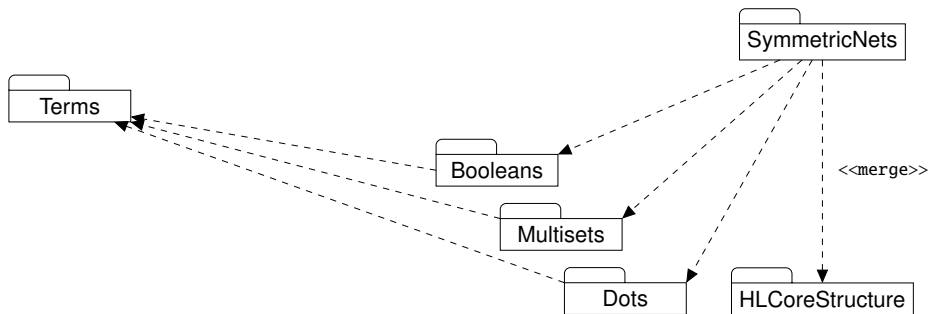 SymmetricNets
Terms
Booleans
<<merge>>
Multisets
Dots
HLCoreStructure